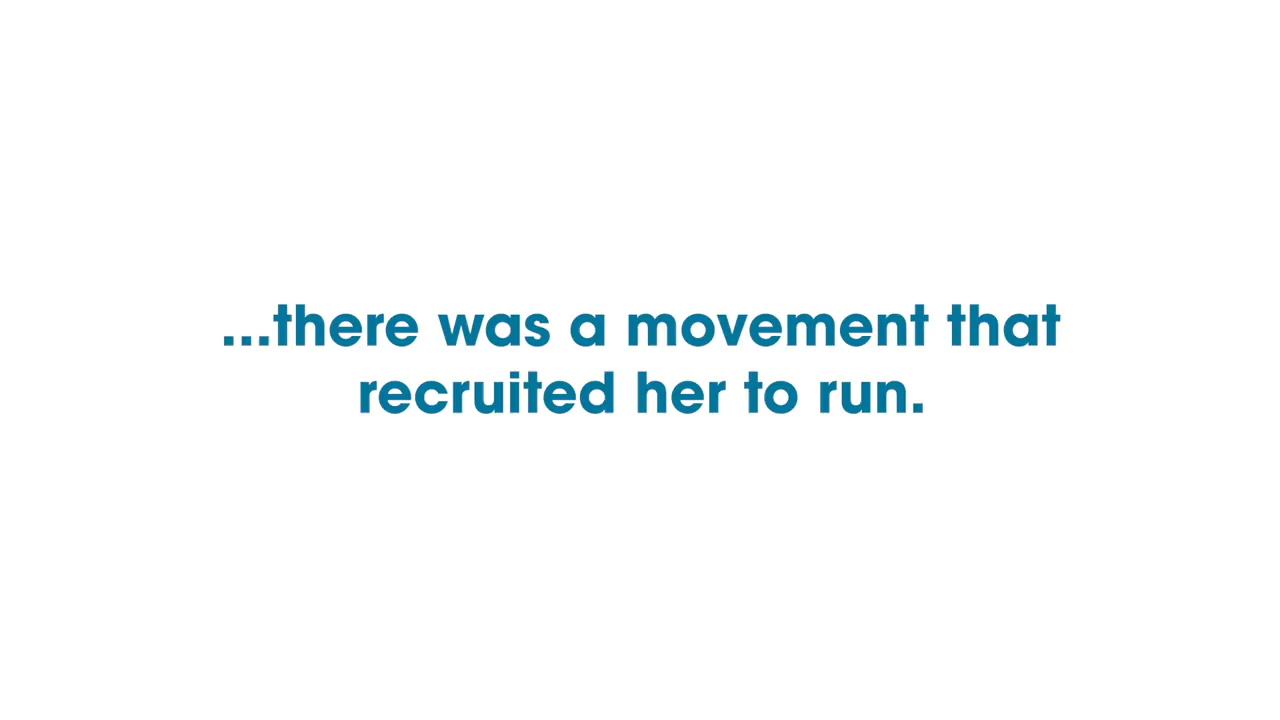 ...there was a movement that
recruited her to run.